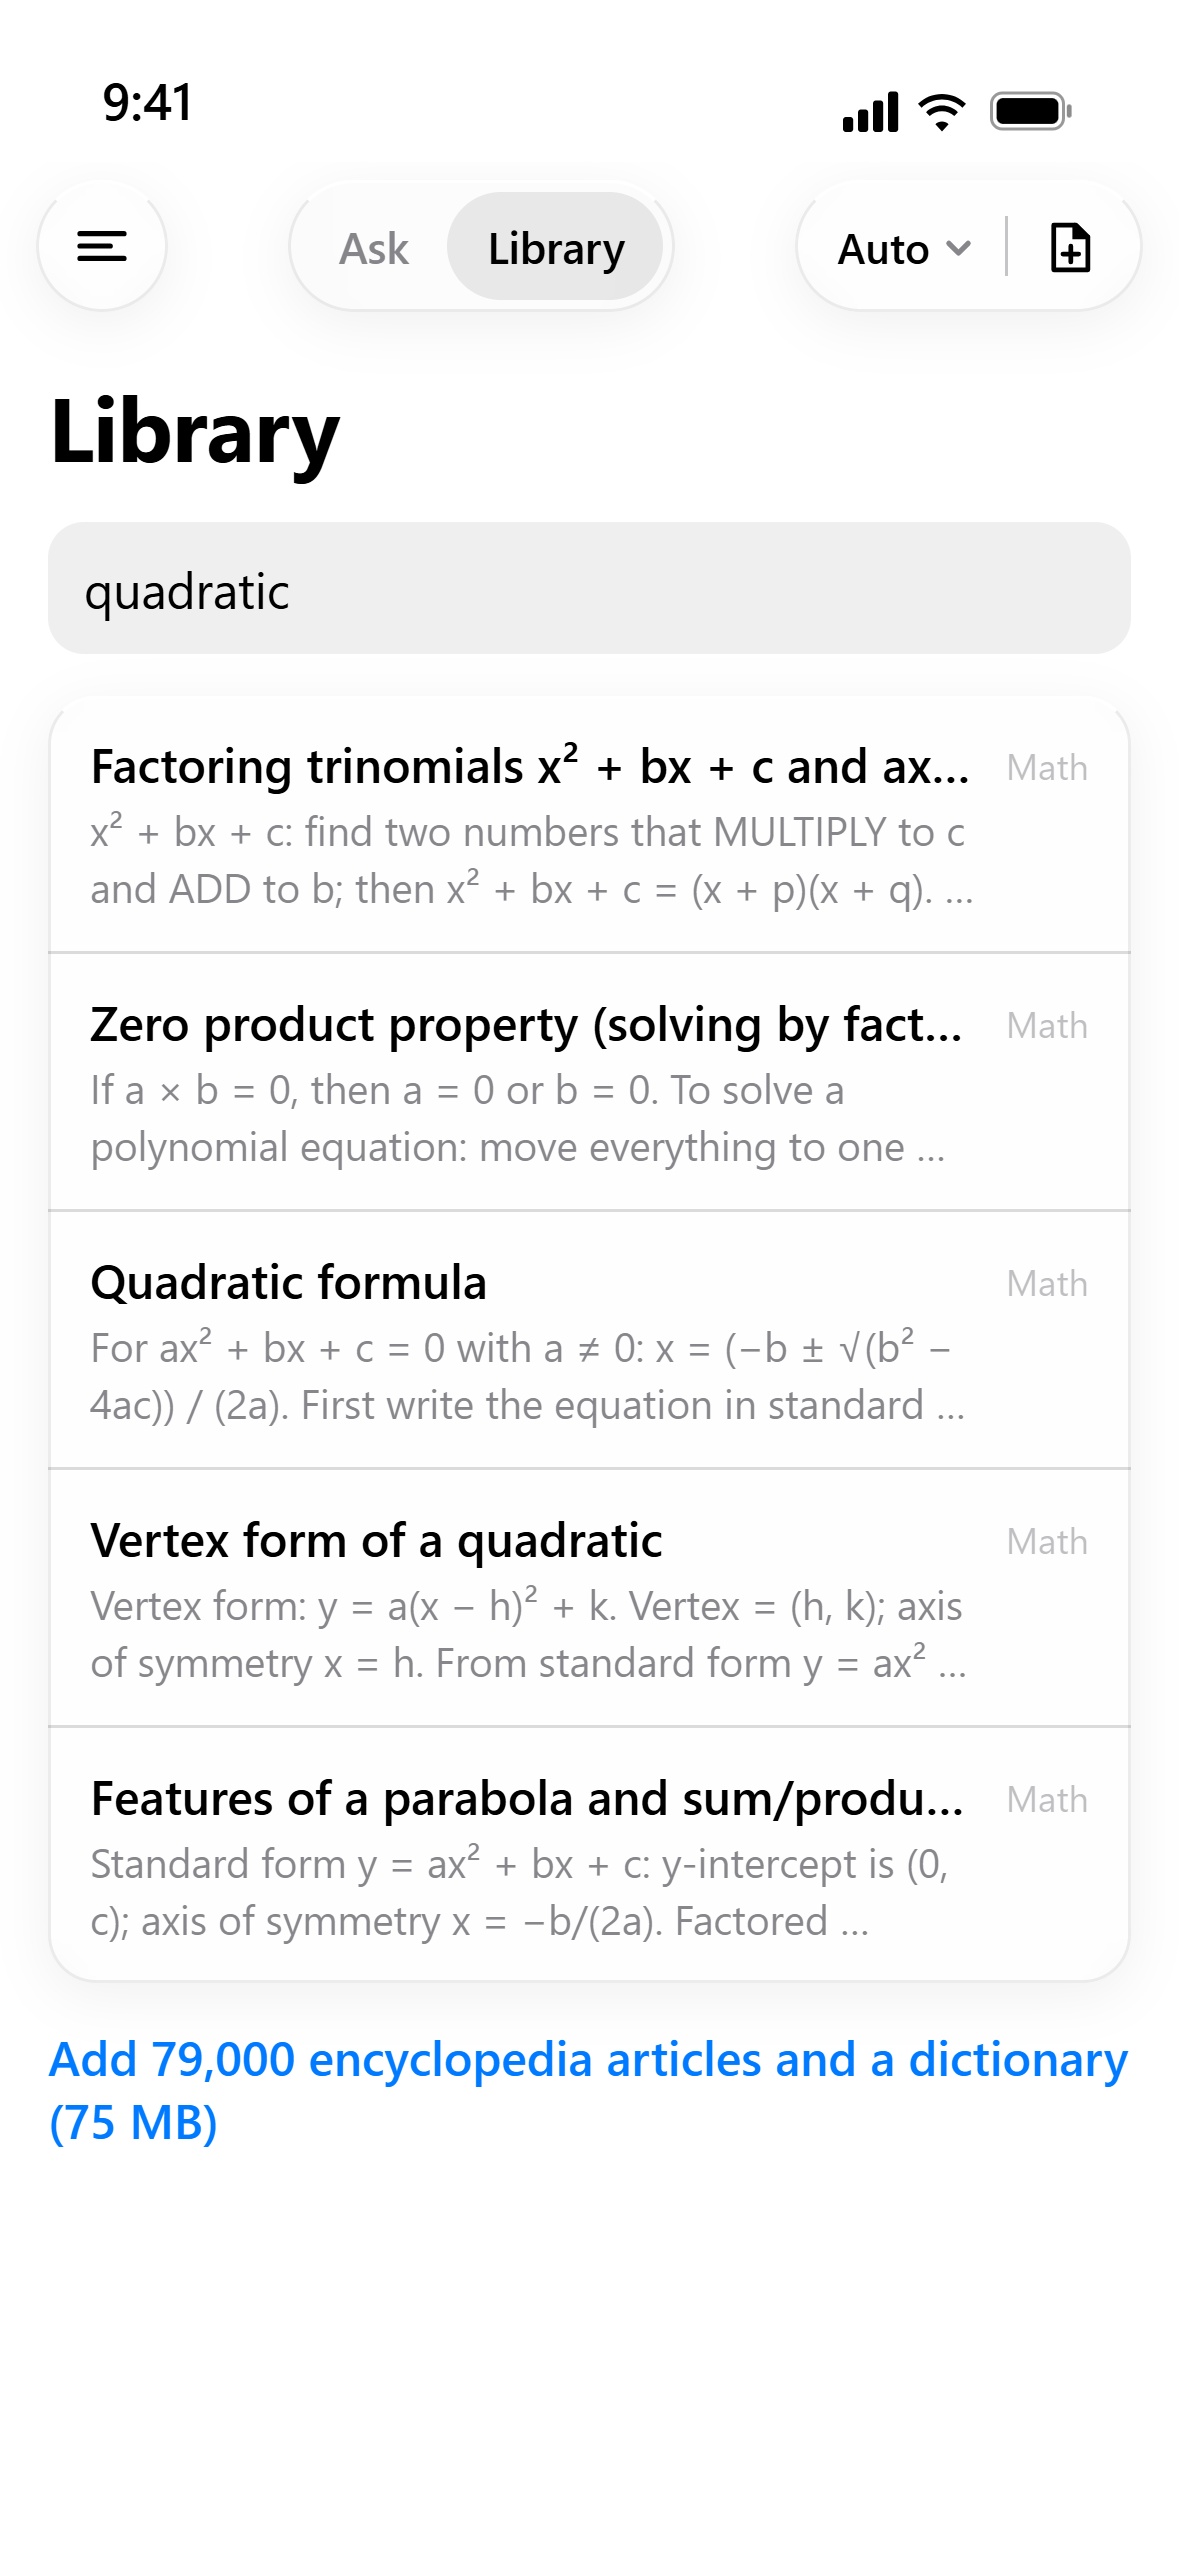 9:41
Ask Library Auto
Library
quadratic
Factoring trinomials x² + bx + c and ax... Math
x² + bx + c: find two numbers that MULTIPLY to c
and ADD to b; then x² + bx + c = (x + p)(x + q). ...
Zero product property (solving by fact... Math
If a × b = 0, then a = 0 or b = 0. To solve a
polynomial equation: move everything to one ...
Quadratic formula Math
For ax² + bx + c = 0 with a ≠ 0: x = (−b ± √(b² −
4ac)) / (2a). First write the equation in standard ...
Vertex form of a quadratic Math
Vertex form: y = a(x − h)² + k. Vertex = (h, k); axis
of symmetry x = h. From standard form y = ax² ...
Features of a parabola and sum/produ... Math
Standard form y = ax² + bx + c: y-intercept is (0,
c); axis of symmetry x = −b/(2a). Factored ...
Add 79,000 encyclopedia articles and a dictionary
(75 MB)